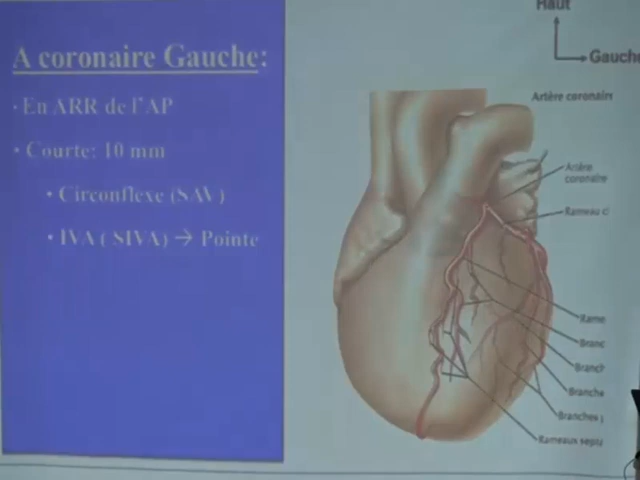 A coronaire Gauche:
• En ARR de l'AP
• Courte: 10 mm
• Circonflexe (SAV)
• IVA ( SIVA) → Pointe
Haut
Gauche
Artère coronaire
Artère
coronaire
Rameau ci
Rame
Branc
Branch
Branche
Branches
Rameaux septa